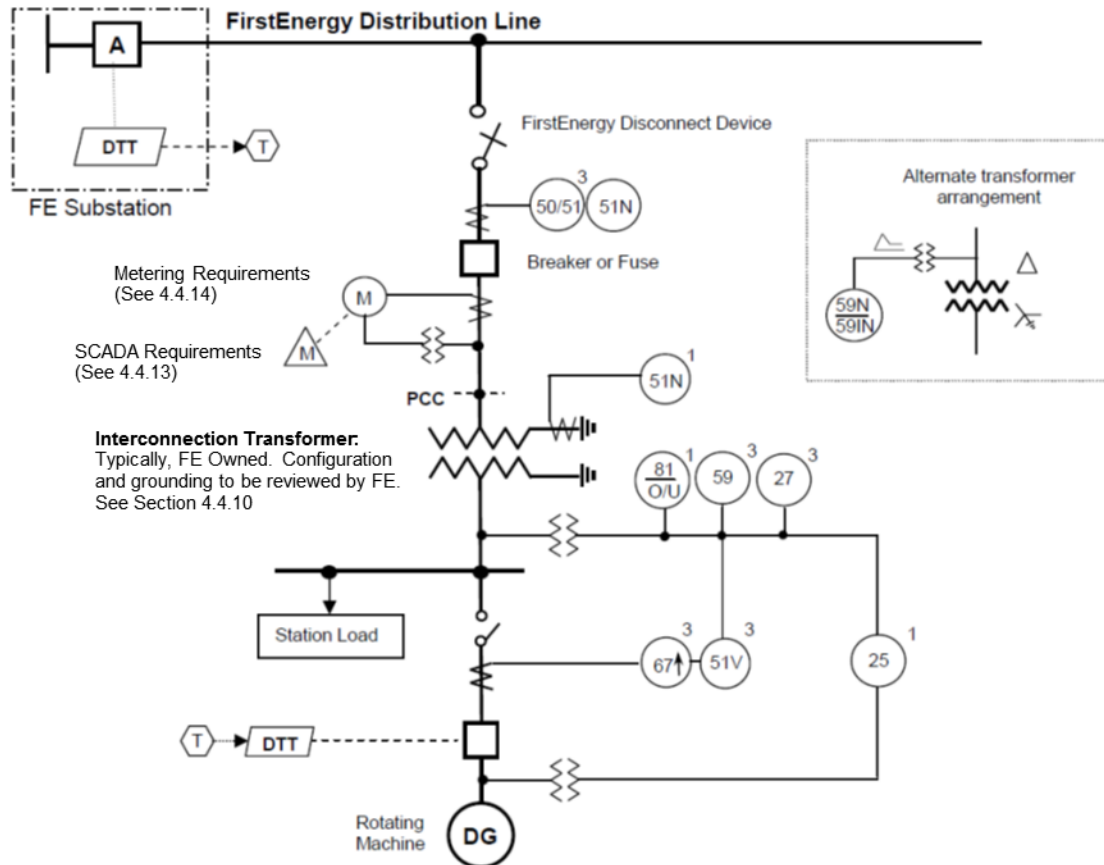 FirstEnergy Distribution Line
A
DTT
T
FE Substation
FirstEnergy Disconnect Device
3
50/51
51N
Breaker or Fuse
Alternate transformer
arrangement
59N
59IN
Metering Requirements
(See 4.4.14)
M
SCADA Requirements
(See 4.4.13)
M
PCC
1
51N
Interconnection Transformer:
Typically, FE Owned. Configuration
and grounding to be reviewed by FE.
See Section 4.4.10
1
81
O/U
3
59
3
27
Station Load
3
67
3
51V
1
25
T
DTT
Rotating
Machine
DG